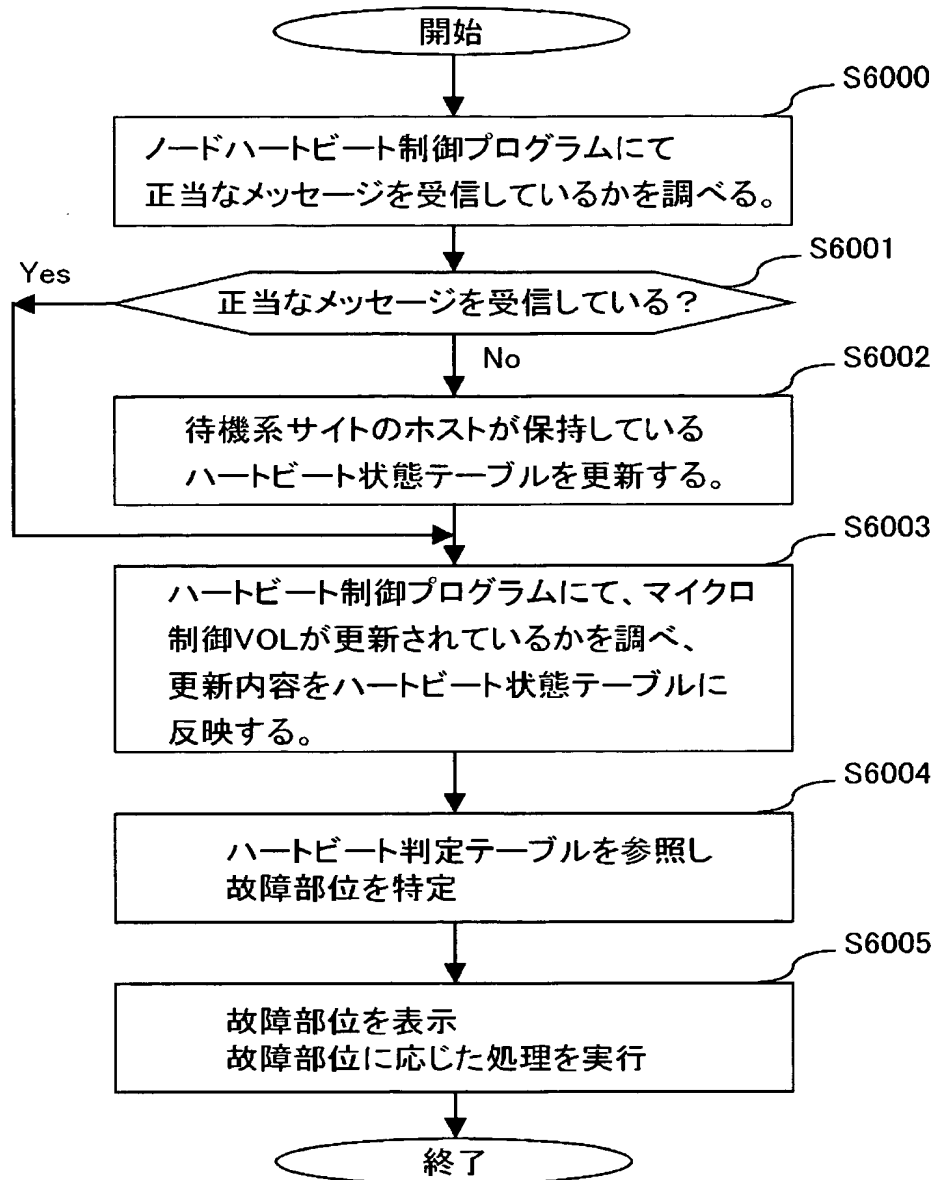 開始
S6000
ノードハートビート制御プログラムにて
正当なメッセージを受信しているかを調べる。
S6001
Yes
正当なメッセージを受信している？
No
S6002
待機系サイトのホストが保持している
ハートビート状態テーブルを更新する。
S6003
ハートビート制御プログラムにて、マイクロ
制御VOLが更新されているかを調べ、
更新内容をハートビート状態テーブルに
反映する。
S6004
ハートビート判定テーブルを参照し
故障部位を特定
S6005
故障部位を表示
故障部位に応じた処理を実行
終了